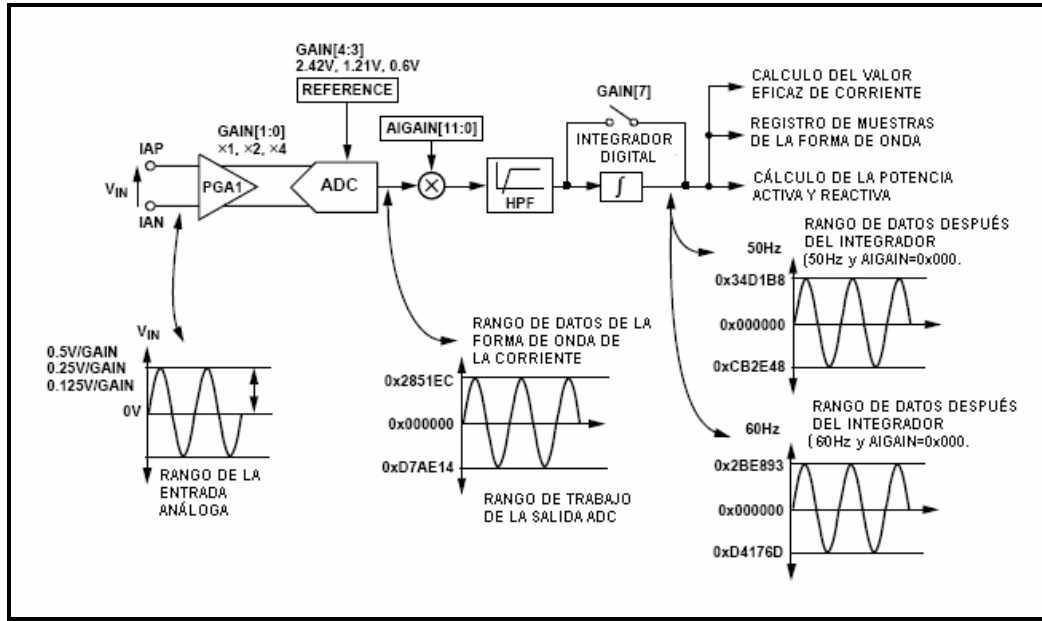 GAIN[4:3]
2.42V, 1.21V, 0.6V
REFERENCE
GAIN[1:0]
×1, ×2, ×4
AIGAIN[11:0]
GAIN[7]
INTEGRADOR
DIGITAL
IAP
V_IN
IAN
PGA1
ADC
HPF
∫
CALCULO DEL VALOR
EFICAZ DE CORRIENTE
REGISTRO DE MUESTRAS
DE LA FORMA DE ONDA
CÁLCULO DE LA POTENCIA
ACTIVA Y REACTIVA
V_IN
0.5V/GAIN
0.25V/GAIN
0.125V/GAIN
0V
RANGO DE LA
ENTRADA
ANÁLOGA
RANGO DE DATOS DE LA
FORMA DE ONDA DE
LA CORRIENTE
0x2851EC
0x000000
0xD7AE14
RANGO DE TRABAJO
DE LA SALIDA ADC
50Hz
RANGO DE DATOS DESPUÉS
DEL INTEGRADOR
(50Hz y AIGAIN=0x000.
0x34D1B8
0x000000
0xCB2E48
60Hz
RANGO DE DATOS DESPUÉS
DEL INTEGRADOR
(60Hz y AIGAIN=0x000.
0x2BE893
0x000000
0xD4176D